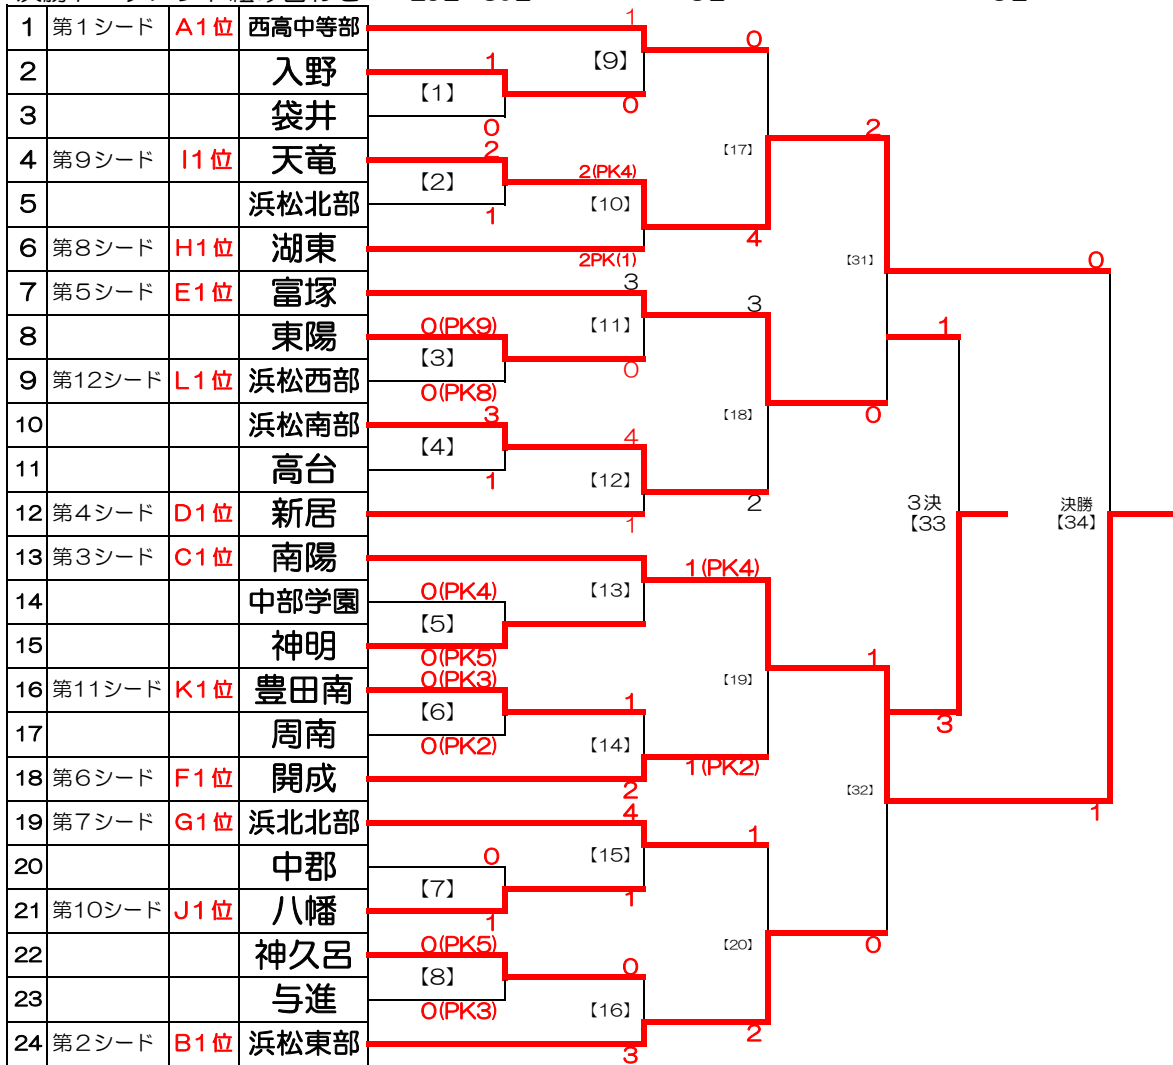 1 第1シード A1位 西高中等部
2 入野
3 袋井
4 第9シード I1位 天竜
5 浜松北部
6 第8シード H1位 湖東
7 第5シード E1位 富塚
8 東陽
9 第12シード L1位 浜松西部
10 浜松南部
11 高台
12 第4シード D1位 新居
13 第3シード C1位 南陽
14 中部学園
15 神明
16 第11シード K1位 豊田南
17 周南
18 第6シード F1位 開成
19 第7シード G1位 浜北北部
20 中郡
21 第10シード J1位 八幡
22 神久呂
23 与進
24 第2シード B1位 浜松東部
1
【1】
0
2
【2】
1
0(PK9)
【3】
0(PK8)
3
【4】
1
0(PK4)
【5】
0(PK5)
0(PK3)
【6】
0(PK2)
0
【7】
1
0(PK5)
【8】
0(PK3)
1
【9】
0
2(PK4)
【10】
2PK(1)
3
【11】
0
4
【12】
1
【13】
1
【14】
2
4
【15】
1
0
【16】
3
0
【17】
4
3
【18】
2
1(PK4)
【19】
1(PK2)
1
【20】
2
2
【31】
0
1
【32】
0
1
3決
【33
3
0
決勝
【34】
1